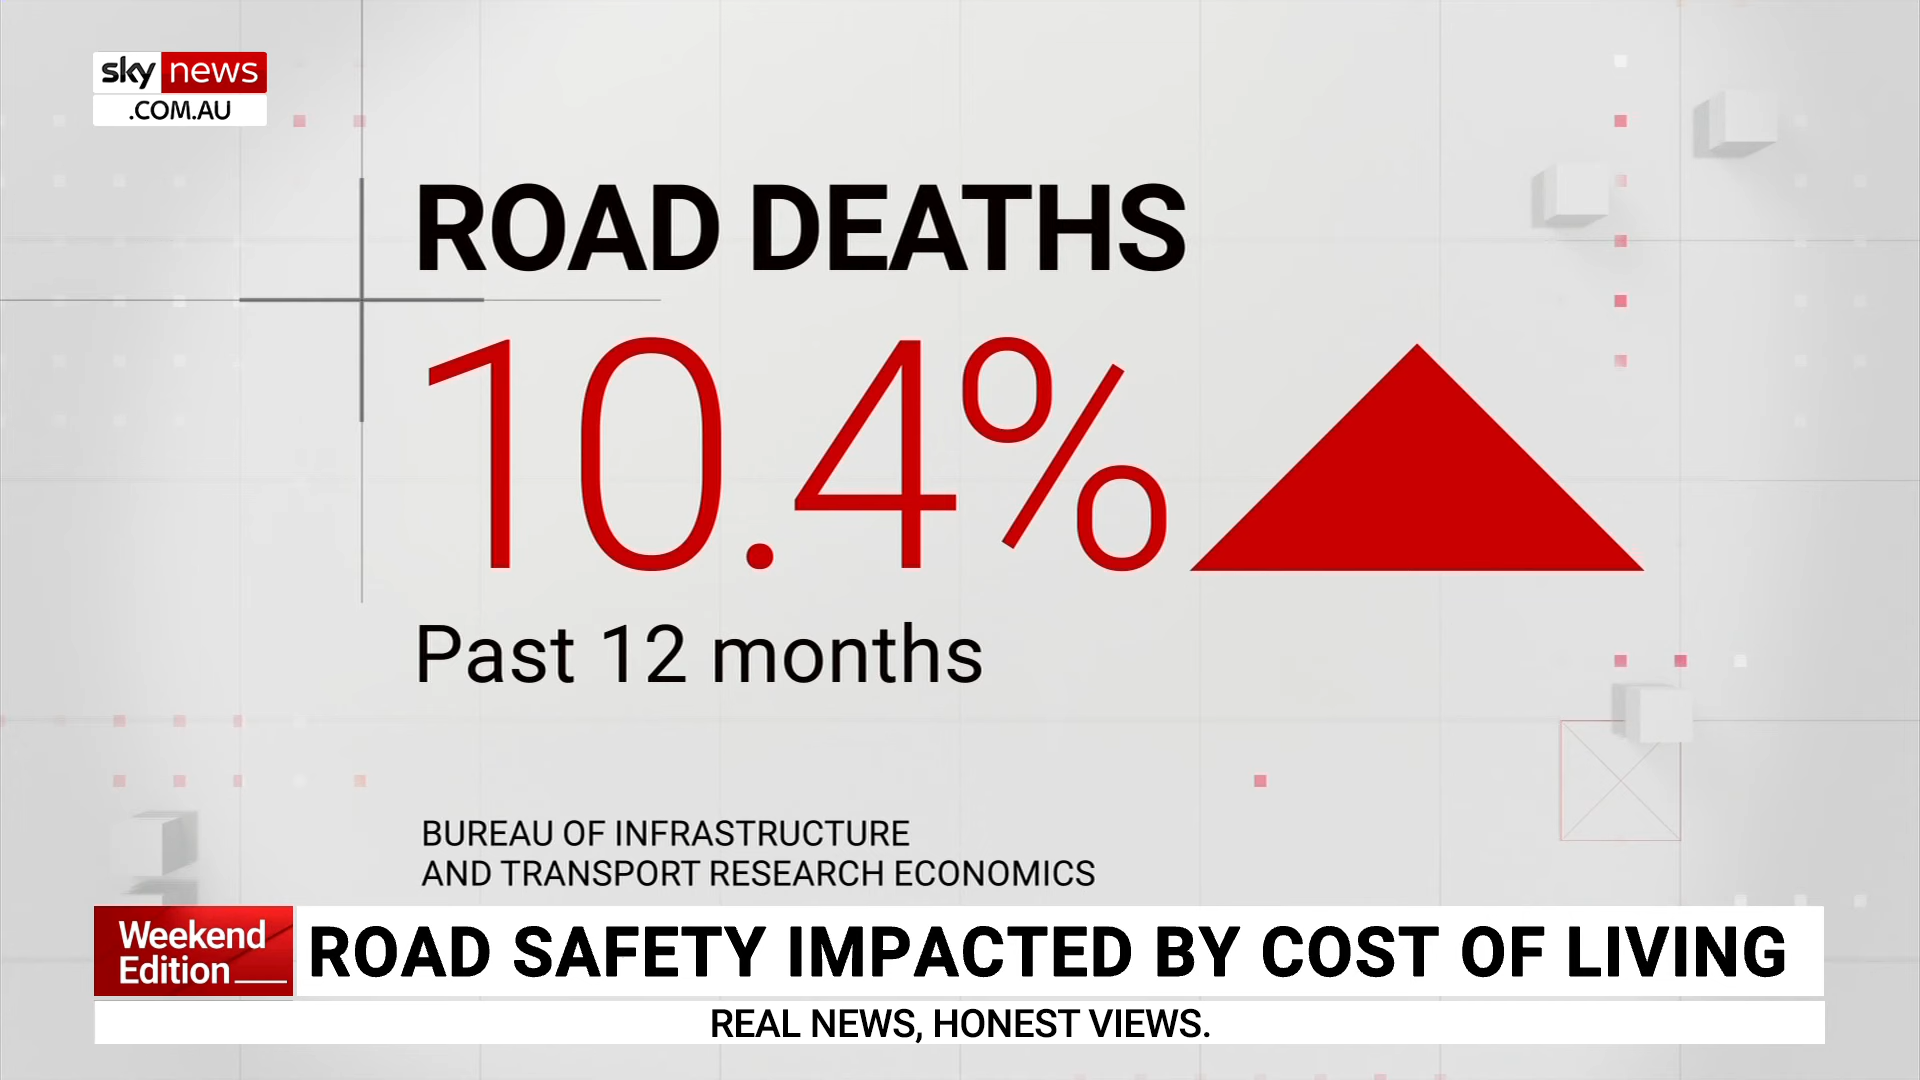 sky news
.COM.AU
ROAD DEATHS
10.4%
Past 12 months
BUREAU OF INFRASTRUCTURE
AND TRANSPORT RESEARCH ECONOMICS
Weekend
Edition
ROAD SAFETY IMPACTED BY COST OF LIVING
REAL NEWS, HONEST VIEWS.